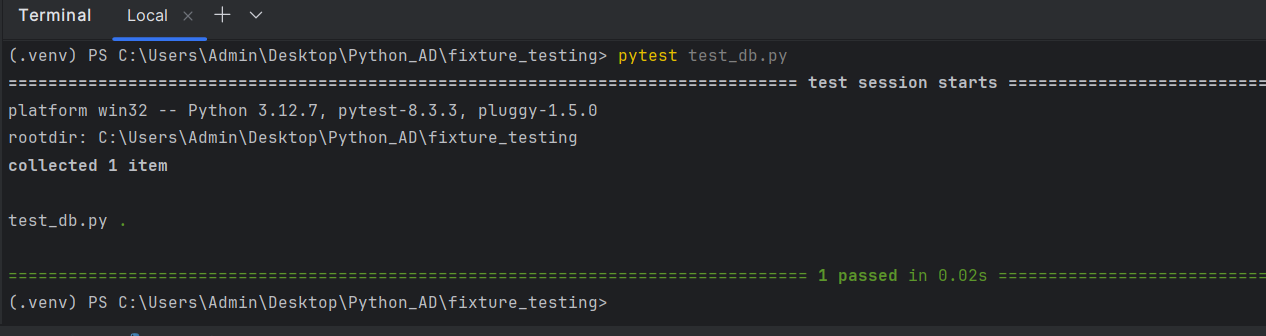 Terminal Local × + ∨
(.venv) PS C:\Users\Admin\Desktop\Python_AD\fixture_testing> pytest test_db.py
=============================================================================== test session starts ===========================
platform win32 -- Python 3.12.7, pytest-8.3.3, pluggy-1.5.0
rootdir: C:\Users\Admin\Desktop\Python_AD\fixture_testing
collected 1 item
test_db.py .
================================================================================ 1 passed in 0.02s ============================
(.venv) PS C:\Users\Admin\Desktop\Python_AD\fixture_testing>